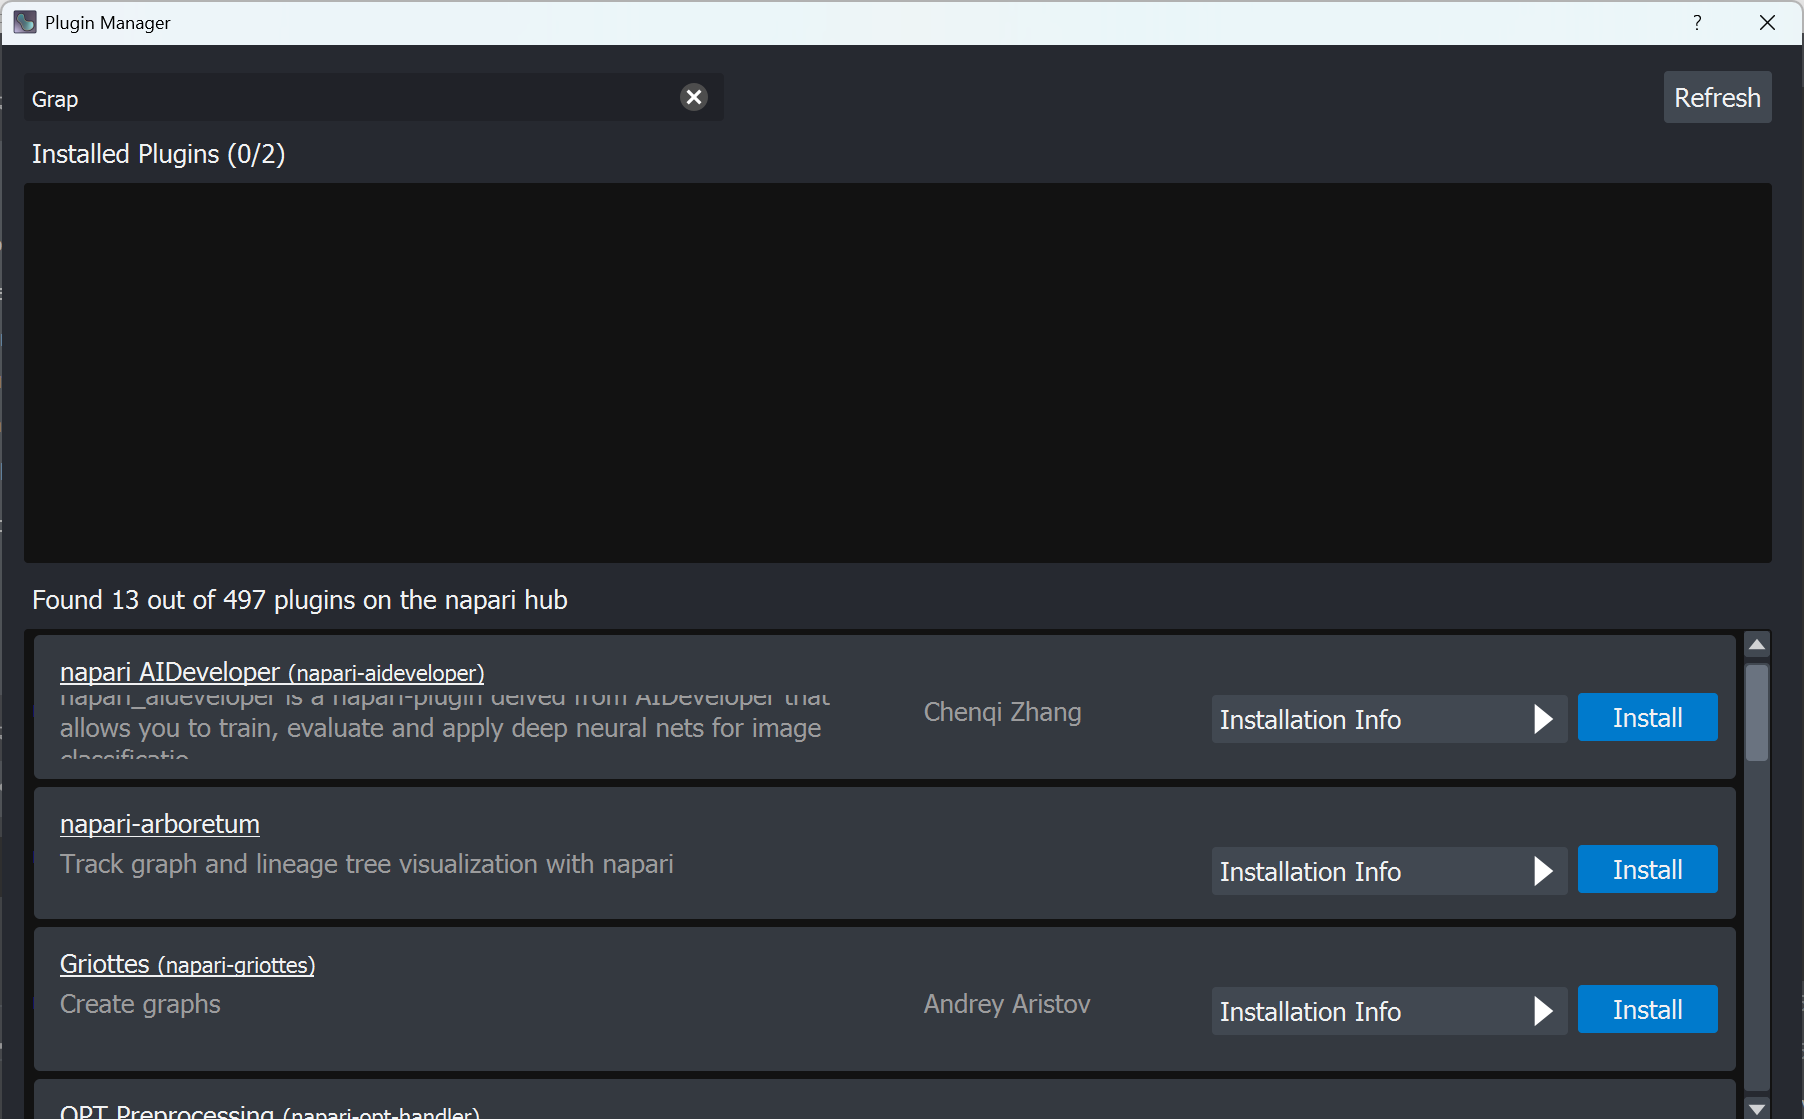 Plugin Manager
?
Grap
Refresh
Installed Plugins (0/2)
Found 13 out of 497 plugins on the napari hub
napari AIDeveloper (napari-aideveloper)
napari_aideveloper is a napari-plugin deived from AIDeveloper that
allows you to train, evaluate and apply deep neural nets for image
classificatio
Chenqi Zhang
Installation Info
Install
napari-arboretum
Track graph and lineage tree visualization with napari
Installation Info
Install
Griottes (napari-griottes)
Create graphs
Andrey Aristov
Installation Info
Install
OPT Preprocessing (napari-opt-handler)